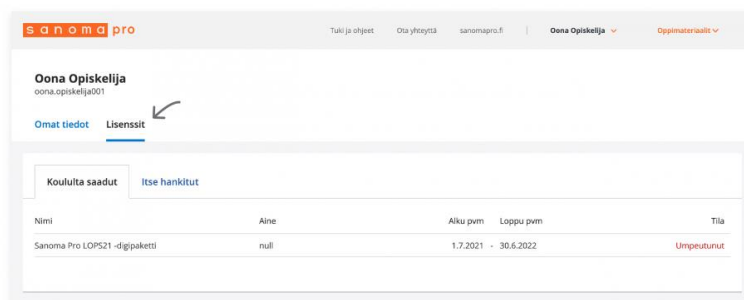 sanoma pro Tuki ja ohjeet Ota yhteyttä sanomapro.fi Oona Opiskelija Oppimateriaalit
Oona Opiskelija
oona.opiskelija001
Omat tiedot Lisenssit
Koululta saadut Itse hankitut
Nimi Aine Alku pvm Loppu pvm Tila
Sanoma Pro LOPS21 -digipaketti null 1.7.2021 - 30.6.2022 Umpeutunut